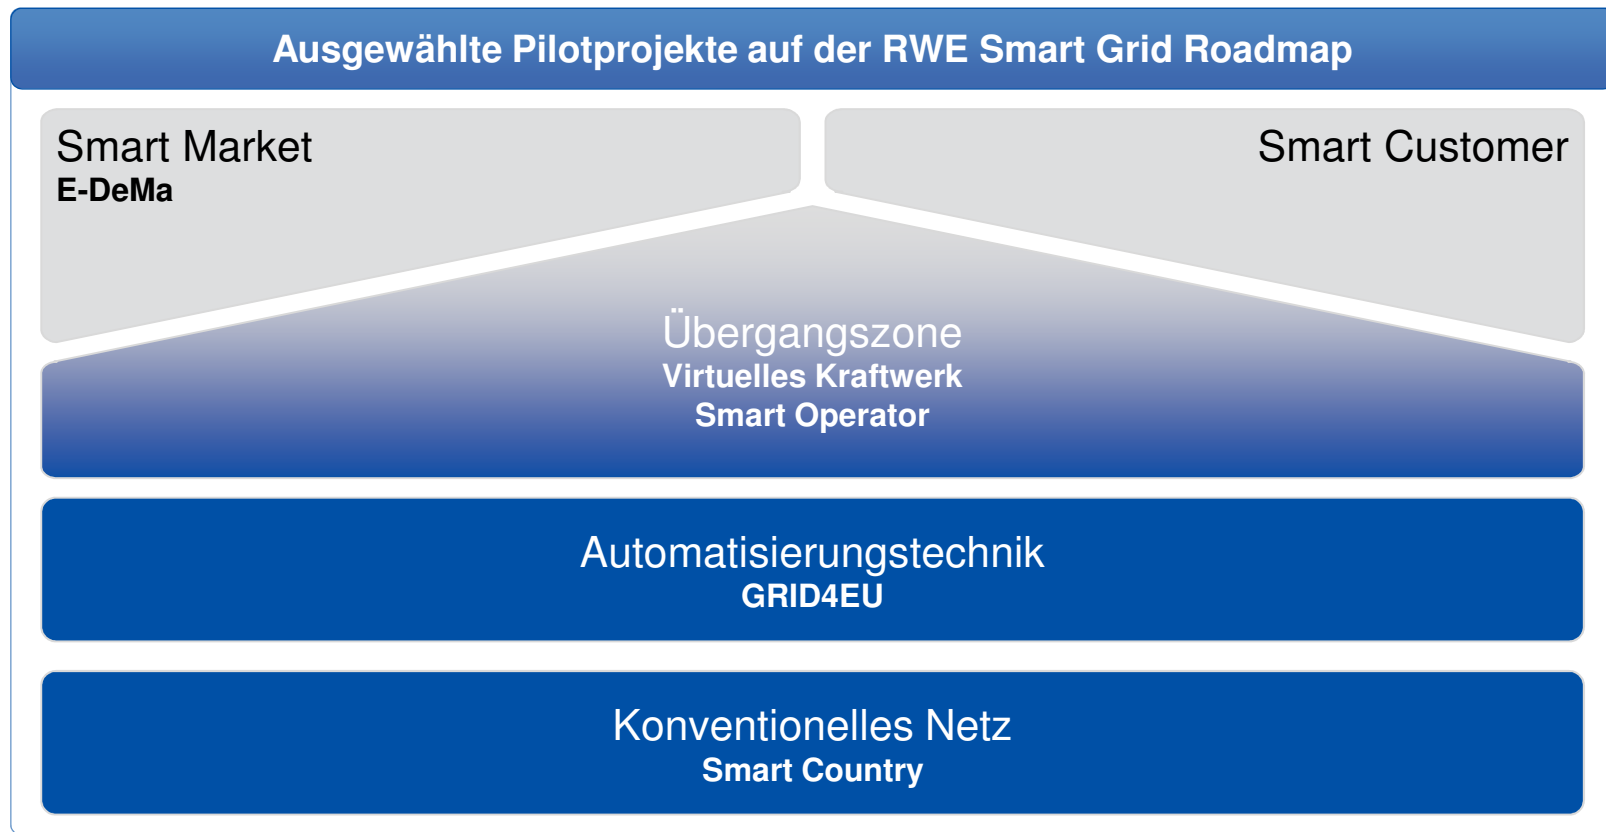 Ausgewählte Pilotprojekte auf der RWE Smart Grid Roadmap
Smart Market
E-DeMa
Smart Customer
Übergangszone
Virtuelles Kraftwerk
Smart Operator
Automatisierungstechnik
GRID4EU
Konventionelles Netz
Smart Country